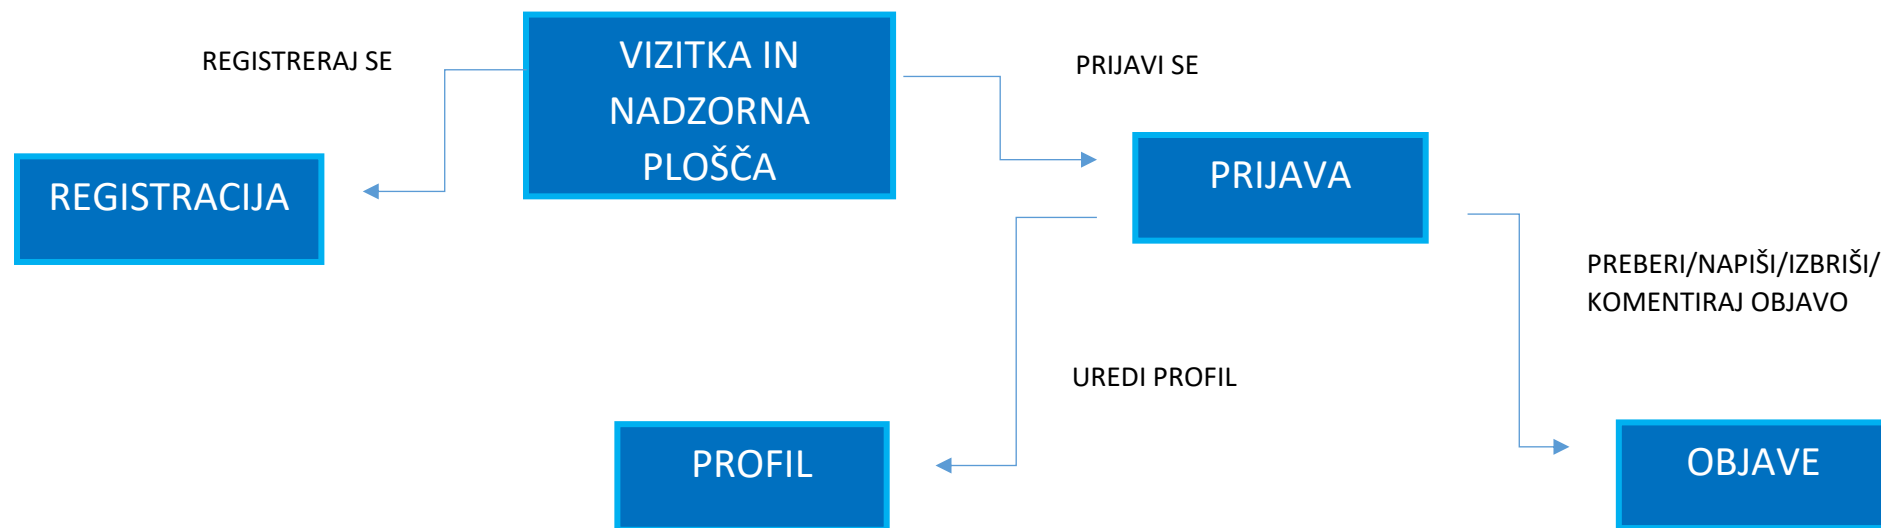 REGISTRERAJ SE
VIZITKA IN
NADZORNA
PLOŠČA
PRIJAVI SE
REGISTRACIJA
PRIJAVA
PREBERI/NAPIŠI/IZBRIŠI/
KOMENTIRAJ OBJAVO
UREDI PROFIL
PROFIL
OBJAVE